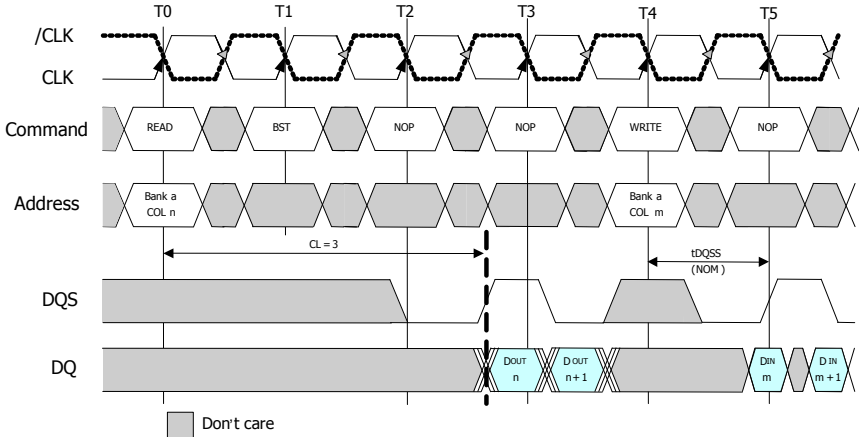 T0 T1 T2 T3 T4 T5
/CLK
CLK
Command READ BST NOP NOP WRITE NOP
Address Bank a COL n Bank a COL m
CL = 3 tDQSS (NOM)
DQS
DQ DOUT n DOUT n+1 DIN m DIN m+1
Don't care